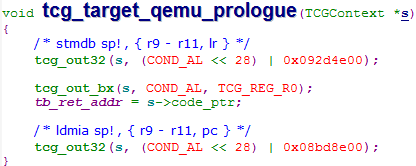 void tcg_target_qemu_prologue(TCGContext *s)
{
/* stmdb sp!, { r9 - r11, lr } */
tcg_out32(s, (COND_AL << 28) | 0x092d4e00);
tcg_out_bx(s, COND_AL, TCG_REG_R0);
tb_ret_addr = s->code_ptr;
/* ldmia sp!, { r9 - r11, pc } */
tcg_out32(s, (COND_AL << 28) | 0x08bd8e00);
}